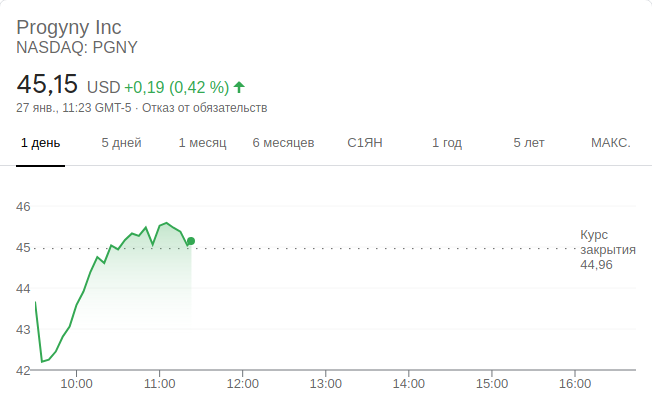 Progyny Inc
NASDAQ: PGNY
45,15 USD +0,19 (0,42 %)
27 янв., 11:23 GMT-5 · Отказ от обязательств
1 день 5 дней 1 месяц 6 месяцев С1ЯН 1 год 5 лет МАКС.
46
45
44
43
42
Курс
закрытия
44,96
10:00 11:00 12:00 13:00 14:00 15:00 16:00